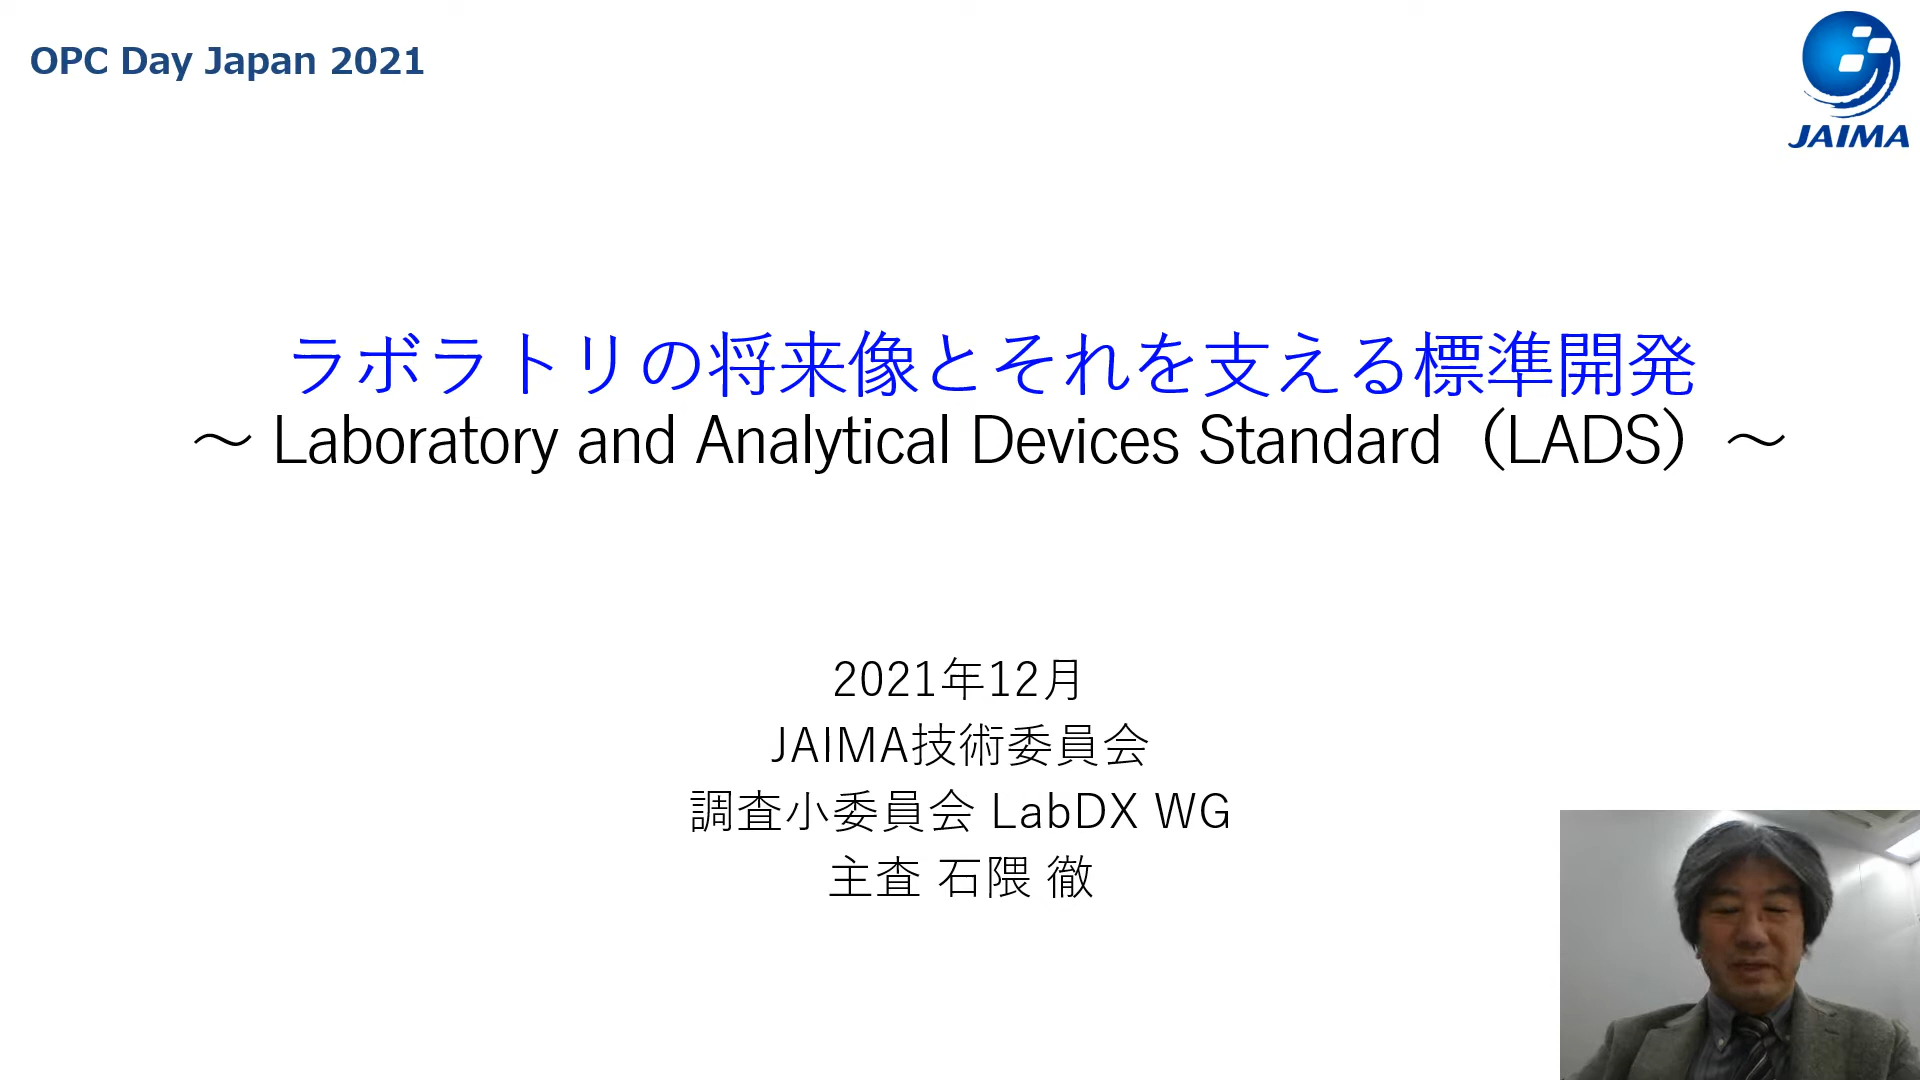 OPC Day Japan 2021
JAIMA
ラボラトリの将来像とそれを支える標準開発
～ Laboratory and Analytical Devices Standard（LADS）～
2021年12月
JAIMA技術委員会
調査小委員会 LabDX WG
主査 石隈 徹